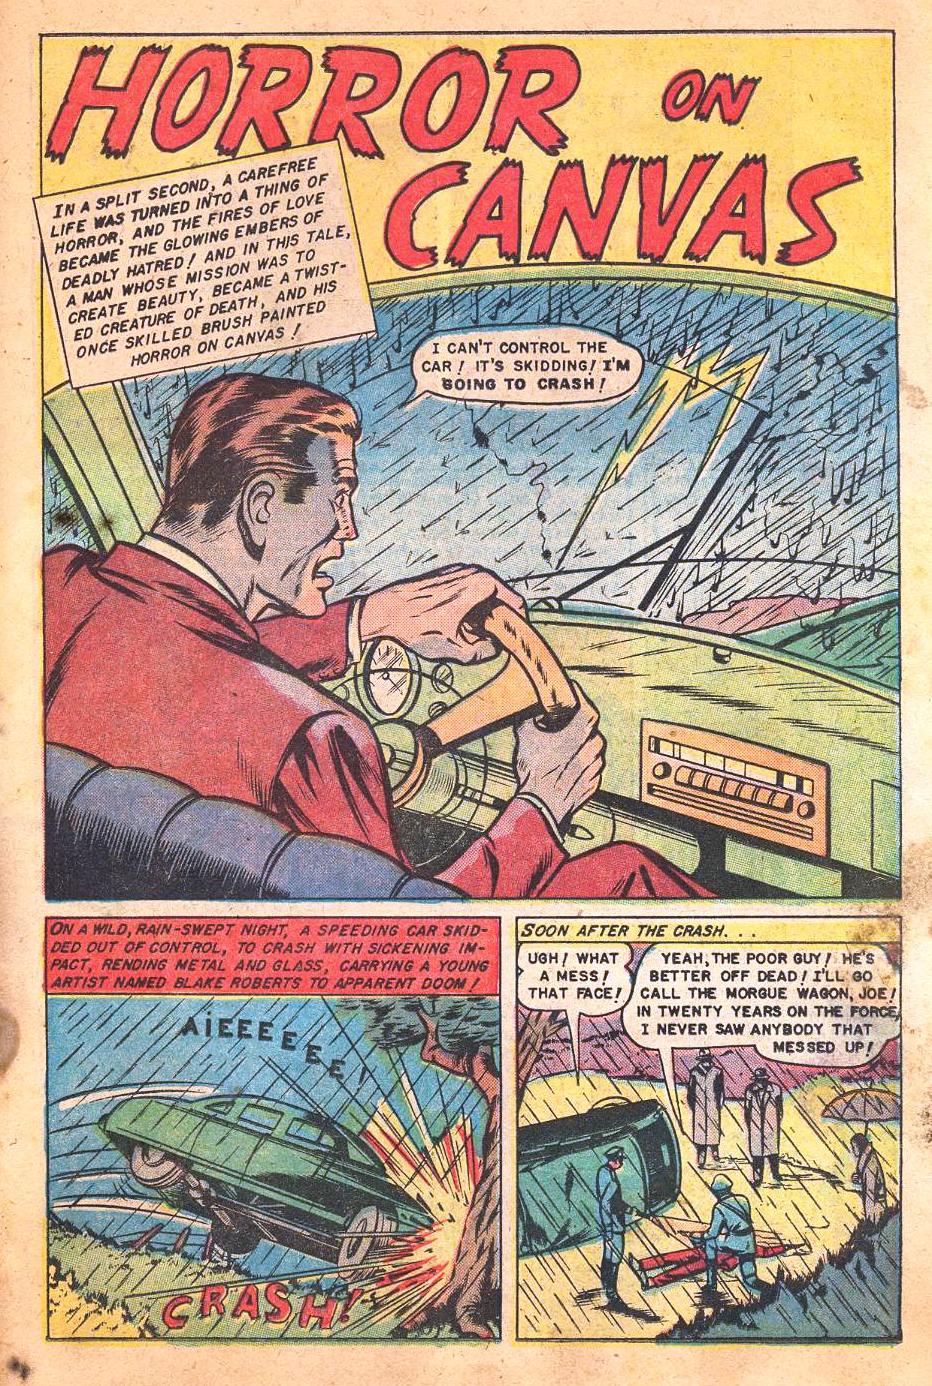 HORROR ON
CANVAS
IN A SPLIT SECOND, A CAREFREE
LIFE WAS TURNED INTO A THING OF
HORROR, AND THE FIRES OF LOVE
BECAME THE GLOWING EMBERS OF
DEADLY HATRED! AND IN THIS TALE,
A MAN WHOSE MISSION WAS TO
CREATE BEAUTY, BECAME A TWIST-
ED CREATURE OF DEATH, AND HIS
ONCE SKILLED BRUSH PAINTED
HORROR ON CANVAS!
I CAN'T CONTROL THE
CAR! IT'S SKIDDING! I'M
GOING TO CRASH!
ON A WILD, RAIN-SWEPT NIGHT, A SPEEDING CAR SKID-
DED OUT OF CONTROL, TO CRASH WITH SICKENING IM-
PACT, RENDING METAL AND GLASS, CARRYING A YOUNG
ARTIST NAMED BLAKE ROBERTS TO APPARENT DOOM!
AIEEEEEEE!
CRASH!
SOON AFTER THE CRASH. . .
UGH! WHAT
A MESS!
THAT FACE!
YEAH, THE POOR GUY! HE'S
BETTER OFF DEAD! I'LL GO
CALL THE MORGUE WAGON, JOE!
IN TWENTY YEARS ON THE FORCE,
I NEVER SAW ANYBODY THAT
MESSED UP!